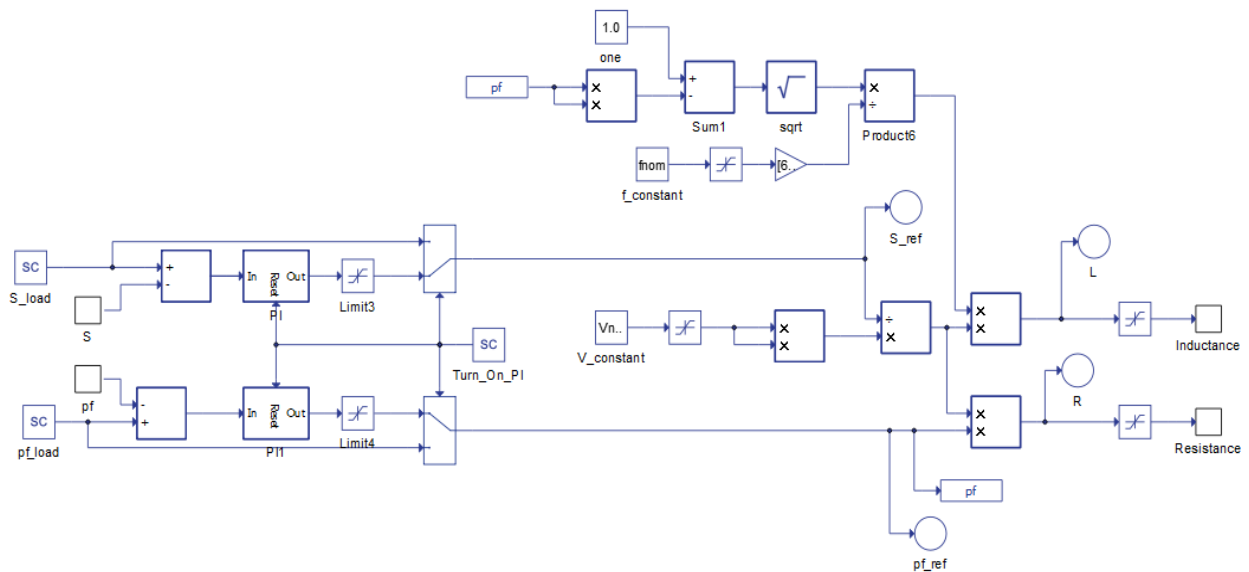 1.0
one
pf
×
×
+
-
Sum1
√
sqrt
×
÷
Product6
fnom
f_constant
[6..
S_ref
SC
S_load
+
-
S
In
Out
Reset
PI
Limit3
L
Vn..
V_constant
×
×
÷
×
×
×
Inductance
SC
Turn_On_PI
pf
SC
pf_load
-
+
In
Out
Reset
PI1
Limit4
R
×
×
Resistance
pf
pf_ref